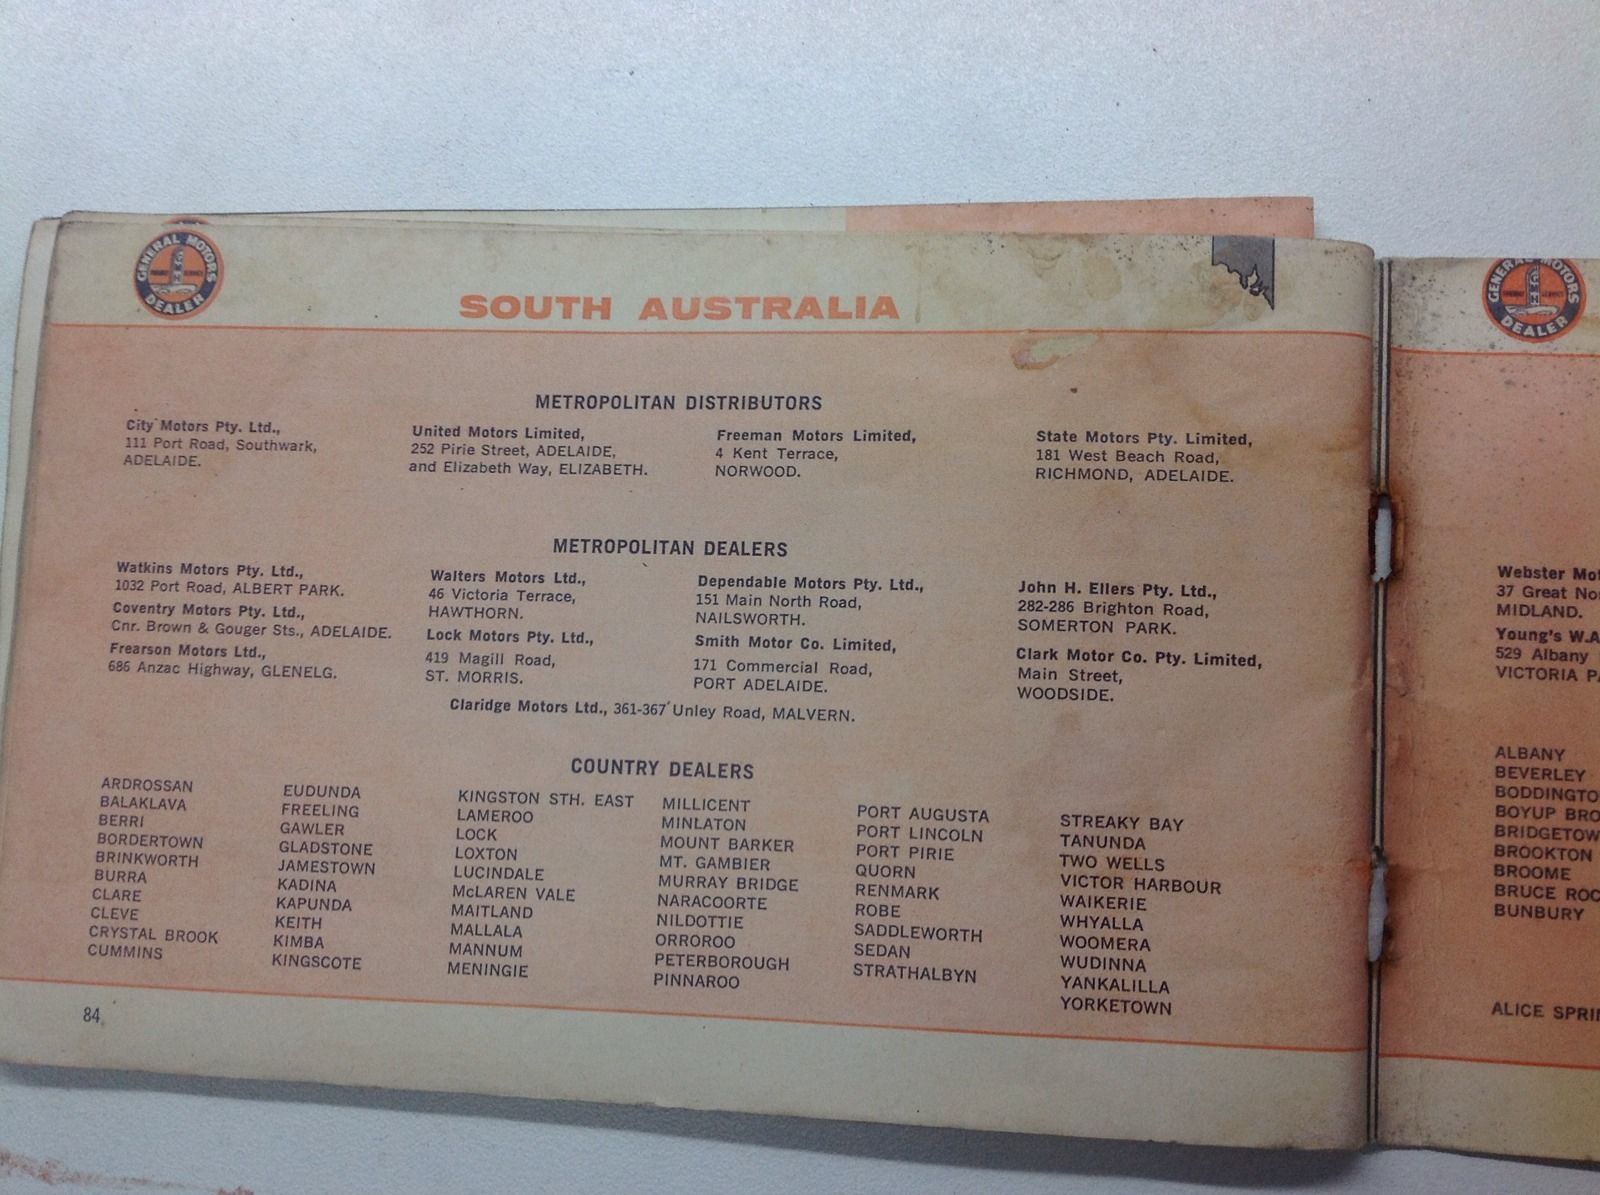 GENERAL MOTORS
DEALER
SOUTH AUSTRALIA
METROPOLITAN DISTRIBUTORS
City Motors Pty. Ltd.,
111 Port Road, Southwark,
ADELAIDE.
United Motors Limited,
252 Pirie Street, ADELAIDE,
and Elizabeth Way, ELIZABETH.
Freeman Motors Limited,
4 Kent Terrace,
NORWOOD.
State Motors Pty. Limited,
181 West Beach Road,
RICHMOND, ADELAIDE.
METROPOLITAN DEALERS
Watkins Motors Pty. Ltd.,
1032 Port Road, ALBERT PARK.
Coventry Motors Pty. Ltd.,
Cnr. Brown & Gouger Sts., ADELAIDE.
Frearson Motors Ltd.,
686 Anzac Highway, GLENELG.
Walters Motors Ltd.,
46 Victoria Terrace,
HAWTHORN.
Lock Motors Pty. Ltd.,
419 Magill Road,
ST. MORRIS.
Dependable Motors Pty. Ltd.,
151 Main North Road,
NAILSWORTH.
Smith Motor Co. Limited,
171 Commercial Road,
PORT ADELAIDE.
John H. Ellers Pty. Ltd.,
282-286 Brighton Road,
SOMERTON PARK.
Clark Motor Co. Pty. Limited,
Main Street,
WOODSIDE.
Claridge Motors Ltd., 361-367 Unley Road, MALVERN.
COUNTRY DEALERS
ARDROSSAN
BALAKLAVA
BERRI
BORDERTOWN
BRINKWORTH
BURRA
CLARE
CLEVE
CRYSTAL BROOK
CUMMINS
EUDUNDA
FREELING
GAWLER
GLADSTONE
JAMESTOWN
KADINA
KAPUNDA
KEITH
KIMBA
KINGSCOTE
KINGSTON STH. EAST
LAMEROO
LOCK
LOXTON
LUCINDALE
McLAREN VALE
MAITLAND
MALLALA
MANNUM
MENINGIE
MILLICENT
MINLATON
MOUNT BARKER
MT. GAMBIER
MURRAY BRIDGE
NARACOORTE
NILDOTTIE
ORROROO
PETERBOROUGH
PINNAROO
PORT AUGUSTA
PORT LINCOLN
PORT PIRIE
QUORN
RENMARK
ROBE
SADDLEWORTH
SEDAN
STRATHALBYN
STREAKY BAY
TANUNDA
TWO WELLS
VICTOR HARBOUR
WAIKERIE
WHYALLA
WOOMERA
WUDINNA
YANKALILLA
YORKETOWN
84
GENERAL MOTORS
DEALER
Webster Mo
37 Great No
MIDLAND.
Young's W.A
529 Albany
VICTORIA P
ALBANY
BEVERLEY
BODDINGTO
BOYUP BRO
BRIDGETOW
BROOKTON
BROOME
BRUCE ROC
BUNBURY
ALICE SPRI